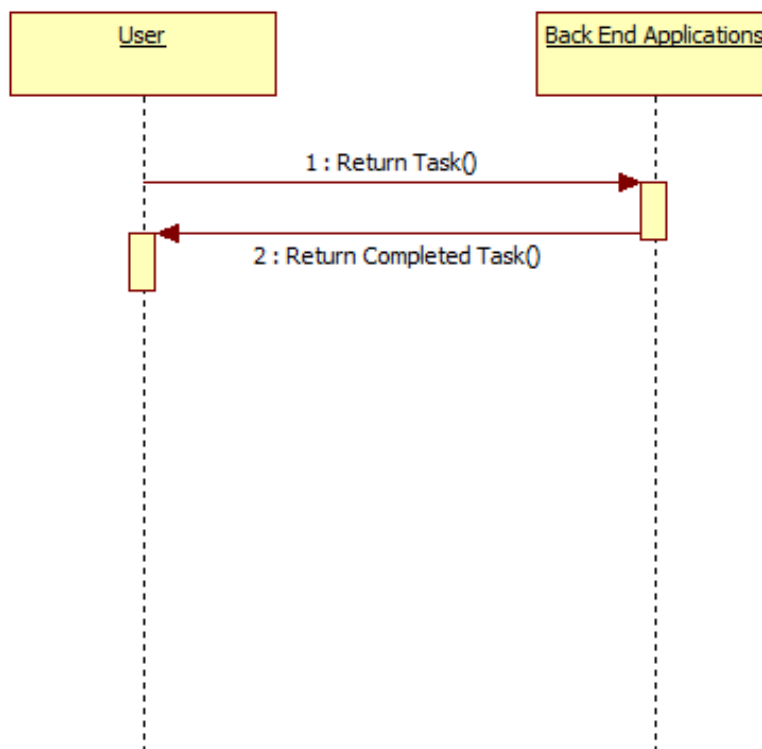 User
Back End Applications
1 : Return Task()
2 : Return Completed Task()